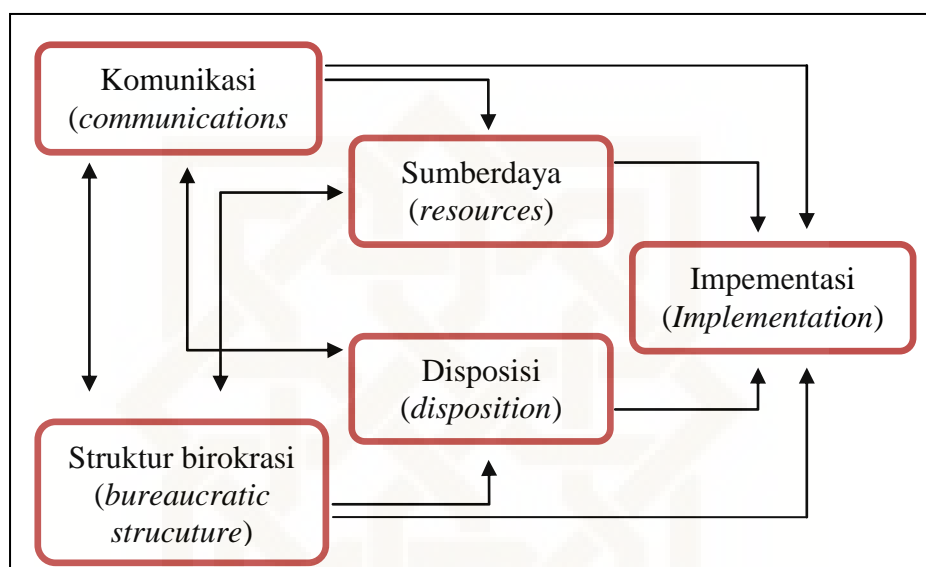 Komunikasi
(communications
Sumberdaya
(resources)
Impementasi
(Implementation)
Disposisi
(disposition)
Struktur birokrasi
(bureaucratic
strucuture)